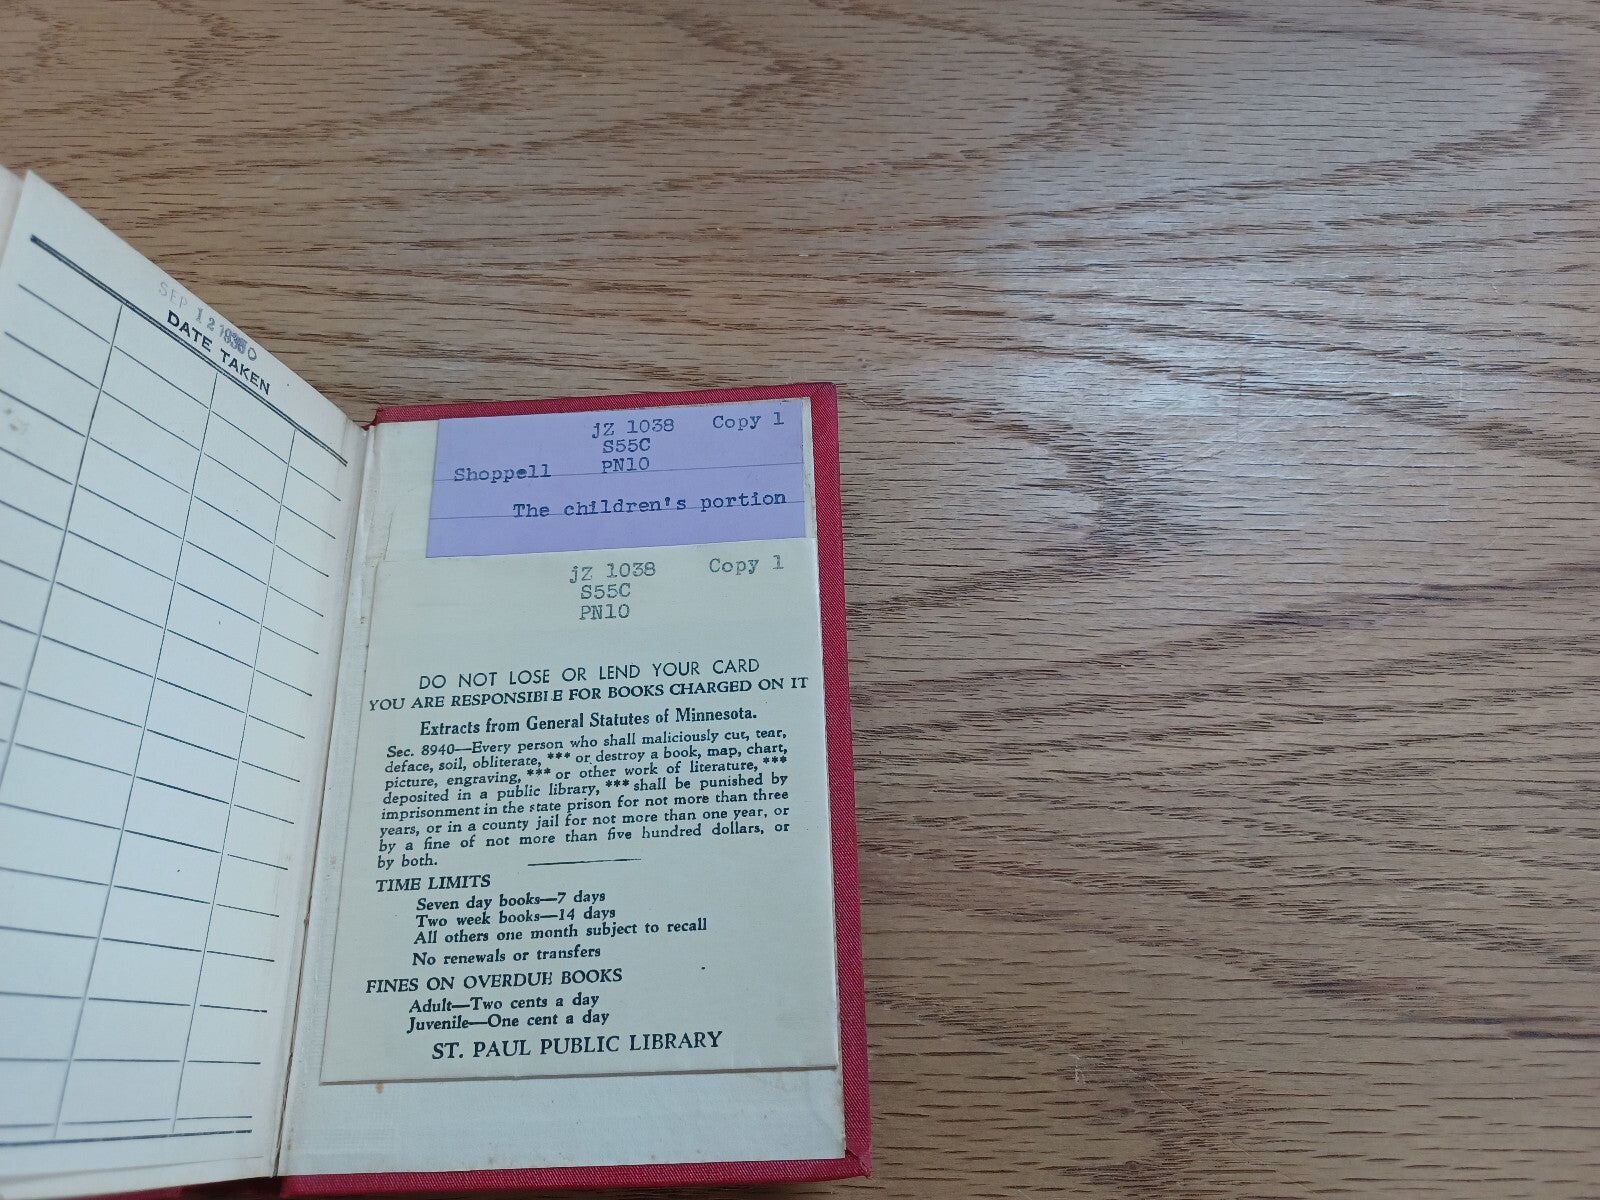 SEP 12
DATE TAKEN
jZ 1038 Copy 1
S55C
Shoppell PN10
The children's portion
jZ 1038 Copy 1
S55C
PN10
DO NOT LOSE OR LEND YOUR CARD
YOU ARE RESPONSIBLE FOR BOOKS CHARGED ON IT
Extracts from General Statutes of Minnesota.
Sec. 8940—Every person who shall maliciously cut, tear,
deface, soil, obliterate, *** or destroy a book, map, chart,
picture, engraving, *** or other work of literature, ***
deposited in a public library, *** shall be punished by
imprisonment in the state prison for not more than three
years, or in a county jail for not more than one year, or
by a fine of not more than five hundred dollars, or
by both.
TIME LIMITS
Seven day books—7 days
Two week books—14 days
All others one month subject to recall
No renewals or transfers
FINES ON OVERDUE BOOKS
Adult—Two cents a day
Juvenile—One cent a day
ST. PAUL PUBLIC LIBRARY